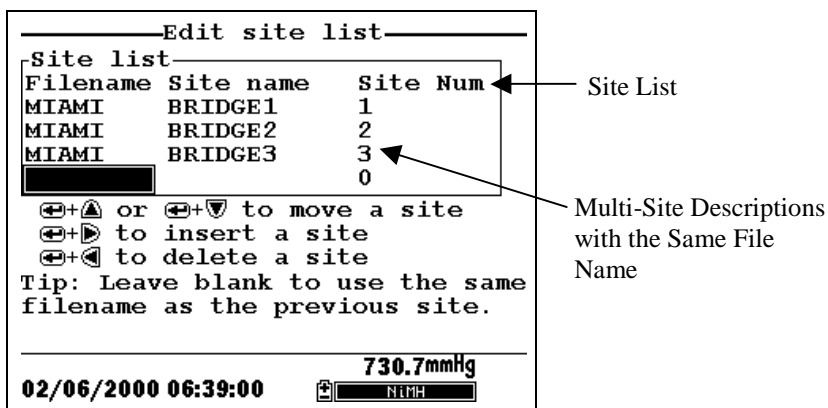 Edit site list
Site list
Filename Site name Site Num
MIAMI BRIDGE1 1
MIAMI BRIDGE2 2
MIAMI BRIDGE3 3
0
+ or + to move a site
+ to insert a site
+ to delete a site
Tip: Leave blank to use the same
filename as the previous site.
730.7mmHg
02/06/2000 06:39:00 NiMH
Site List
Multi-Site Descriptions
with the Same File
Name